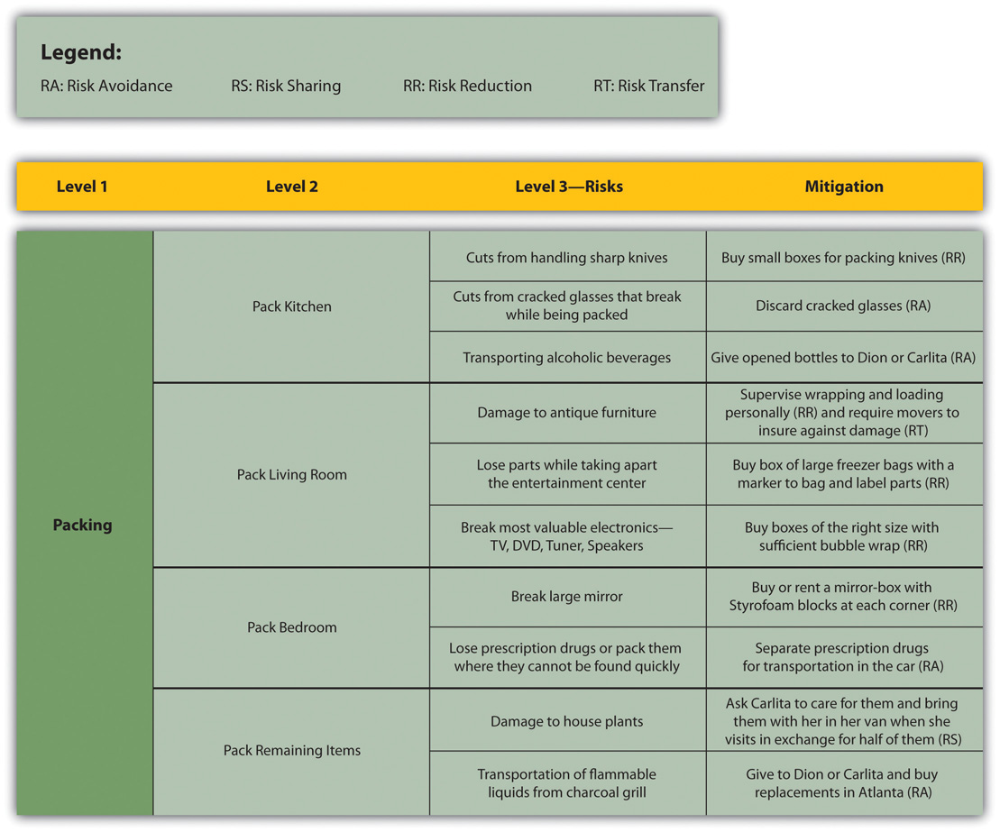 Legend:
RA: Risk Avoidance RS: Risk Sharing RR: Risk Reduction RT: Risk Transfer
Level 1 Level 2 Level 3—Risks Mitigation
Packing
Pack Kitchen
Cuts from handling sharp knives
Buy small boxes for packing knives (RR)
Cuts from cracked glasses that break
while being packed
Discard cracked glasses (RA)
Transporting alcoholic beverages
Give opened bottles to Dion or Carlita (RA)
Pack Living Room
Damage to antique furniture
Supervise wrapping and loading
personally (RR) and require movers to
insure against damage (RT)
Lose parts while taking apart
the entertainment center
Buy box of large freezer bags with a
marker to bag and label parts (RR)
Break most valuable electronics—
TV, DVD, Tuner, Speakers
Buy boxes of the right size with
sufficient bubble wrap (RR)
Pack Bedroom
Break large mirror
Buy or rent a mirror-box with
Styrofoam blocks at each corner (RR)
Lose prescription drugs or pack them
where they cannot be found quickly
Separate prescription drugs
for transportation in the car (RA)
Pack Remaining Items
Damage to house plants
Ask Carlita to care for them and bring
them with her in her van when she
visits in exchange for half of them (RS)
Transportation of flammable
liquids from charcoal grill
Give to Dion or Carlita and buy
replacements in Atlanta (RA)